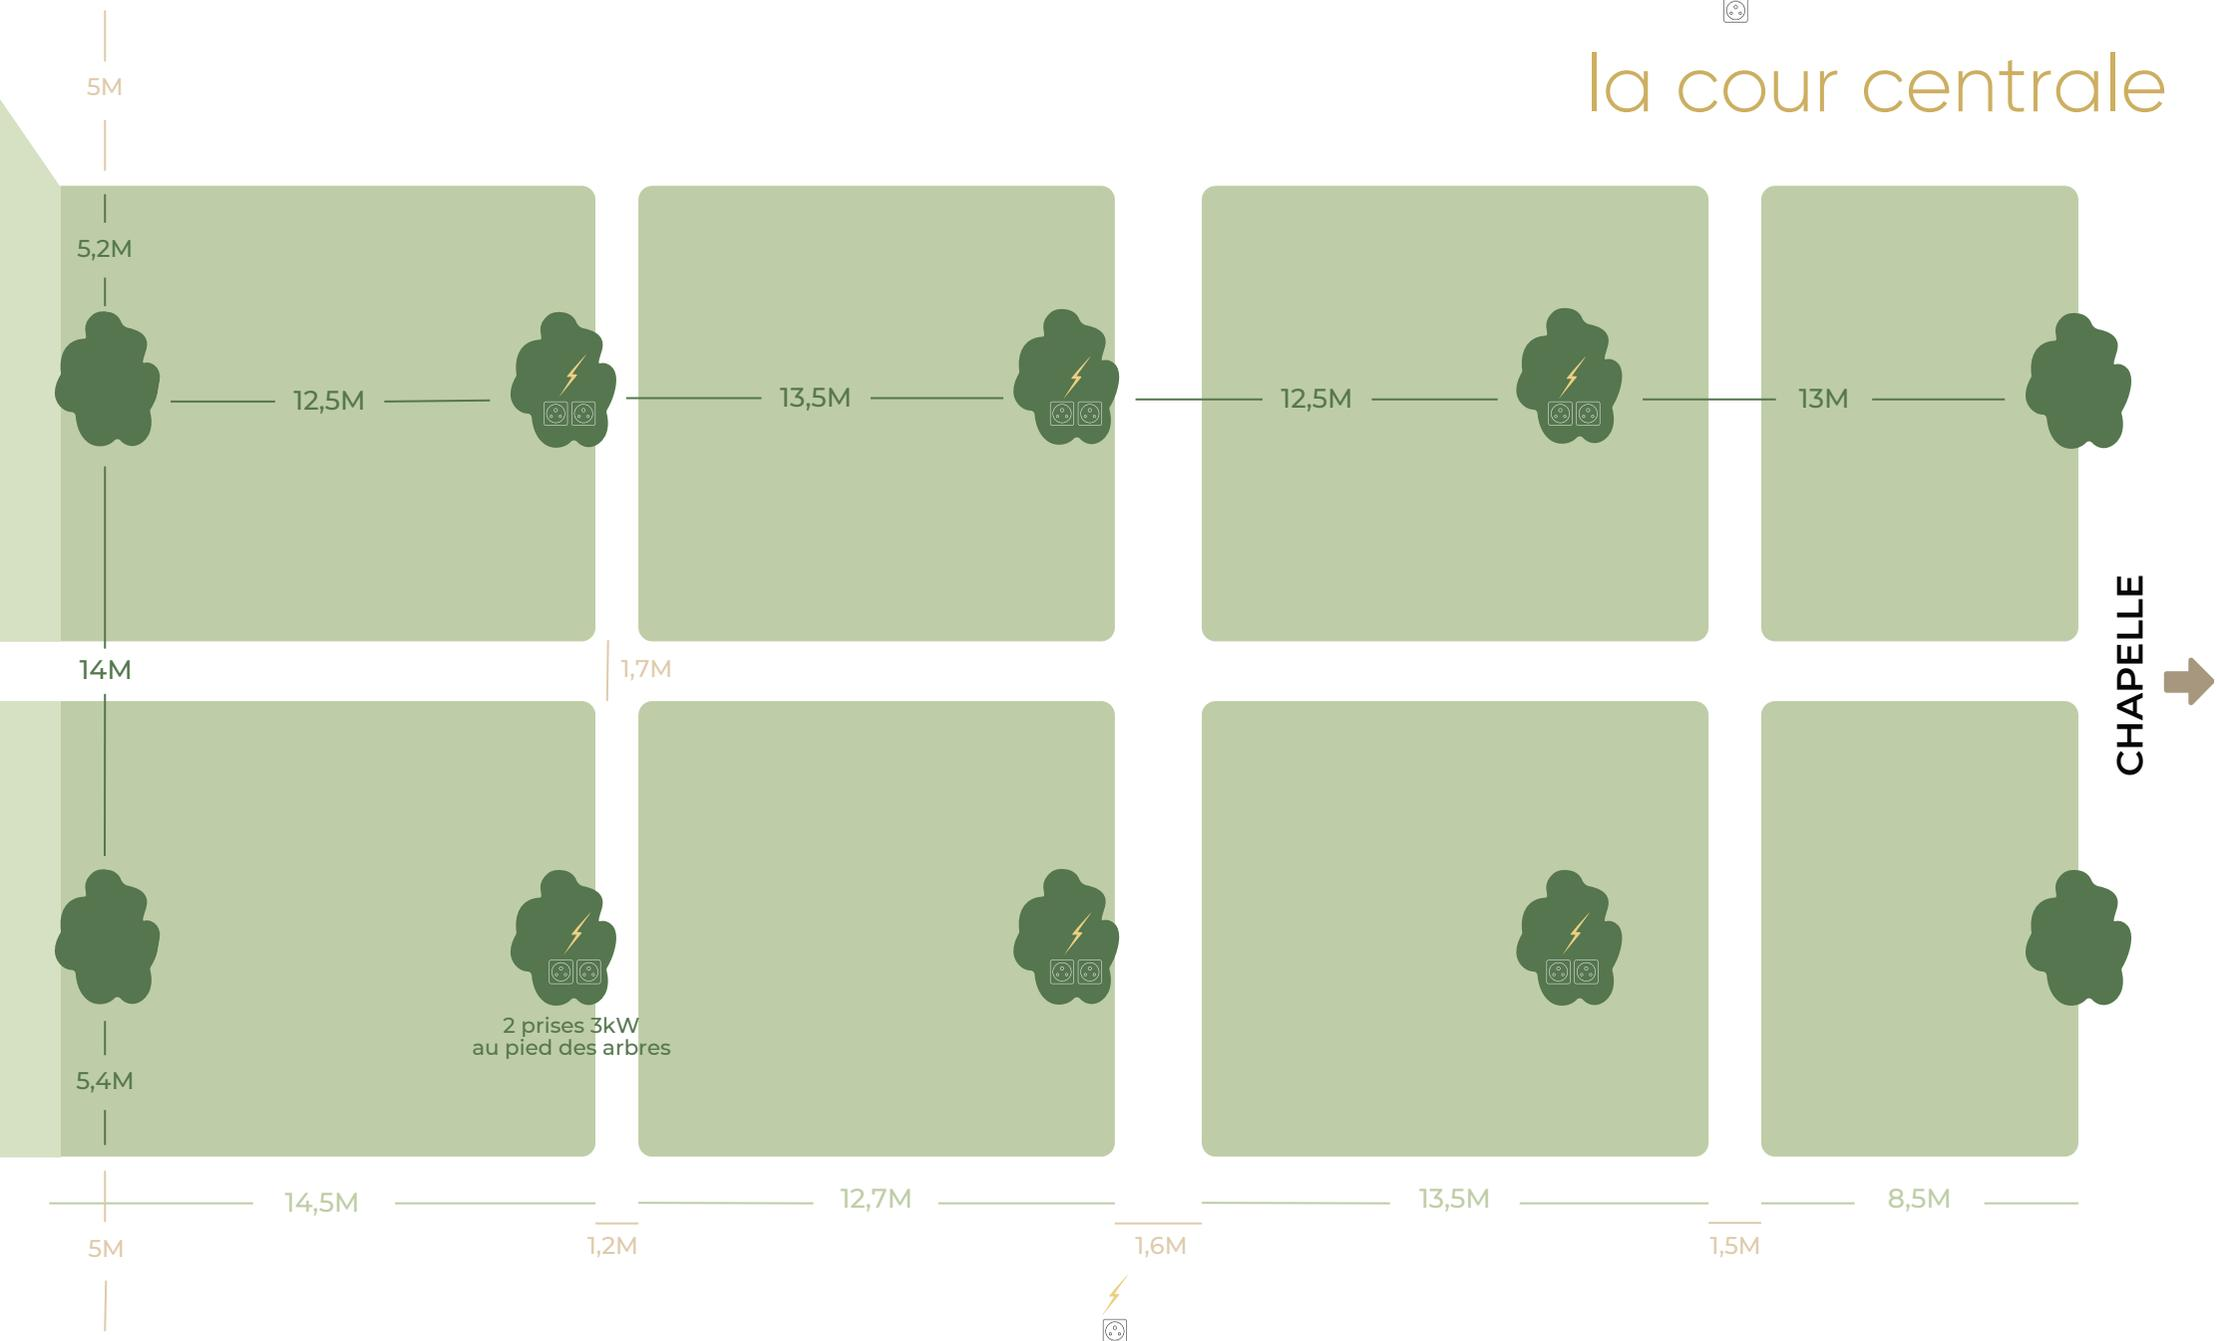 5M
la cour centrale
5,2M
12,5M
13,5M
12,5M
13M
14M
1,7M
CHAPELLE
2 prises 3kW
au pied des arbres
5,4M
14,5M
12,7M
13,5M
8,5M
5M
1,2M
1,6M
1,5M